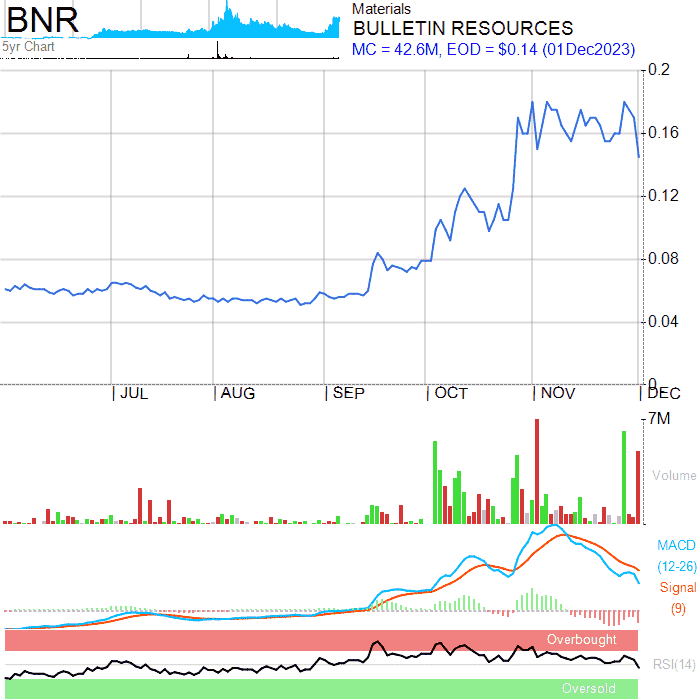 BNR
5yr Chart
Materials
BULLETIN RESOURCES
MC = 42.6M, EOD = $0.14 (01Dec2023)
0.2
0.16
0.12
0.08
0.04
0
JUL AUG SEP OCT NOV DEC
7M
Volume
MACD
(12-26)
Signal
(9)
Overbought
RSI(14)
Oversold